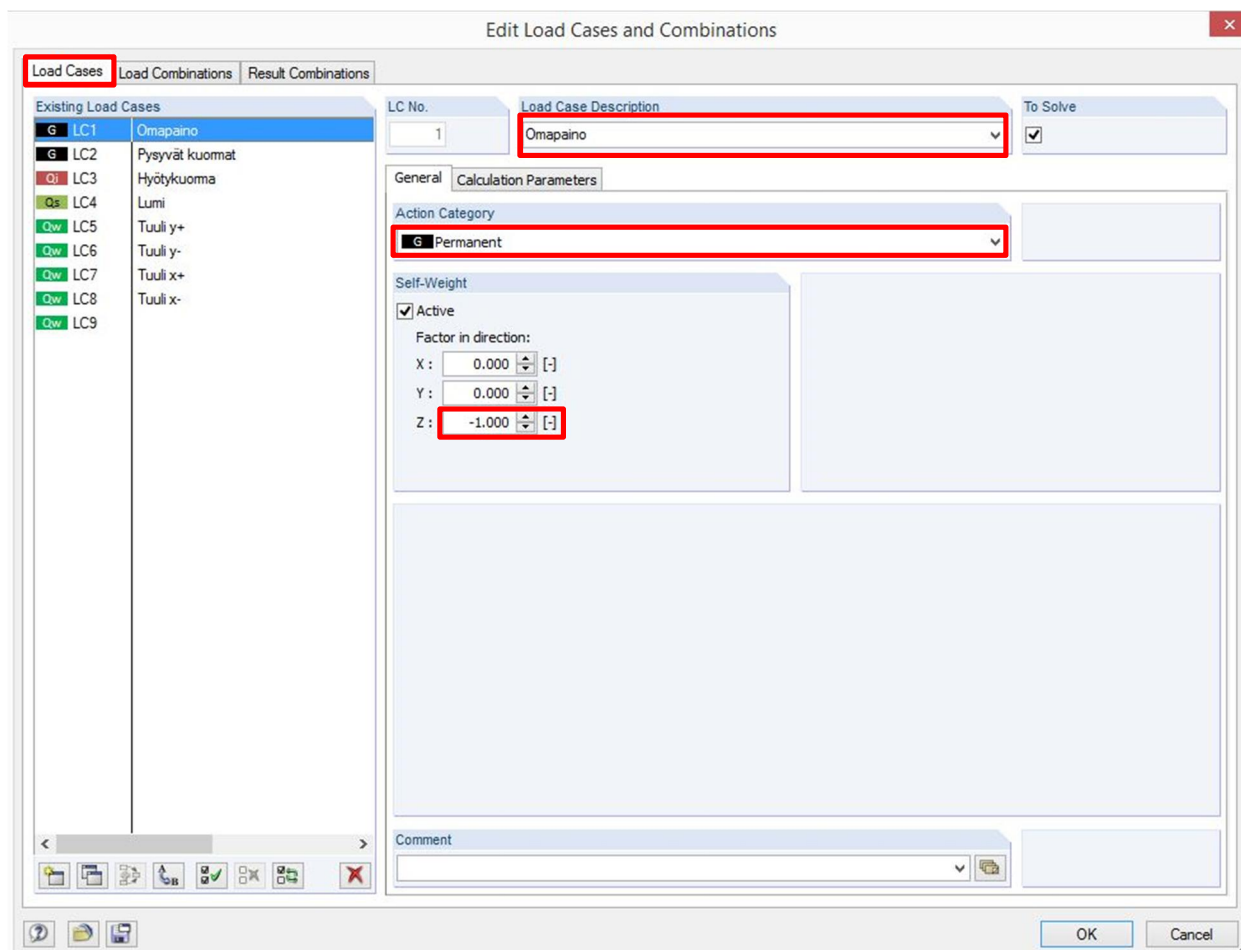 Edit Load Cases and Combinations
Load Cases Load Combinations Result Combinations
Existing Load Cases
G LC1 Omapaino
G LC2 Pysyvät kuormat
Qi LC3 Hyötykuorma
Qs LC4 Lumi
Qw LC5 Tuuli y+
Qw LC6 Tuuli y-
Qw LC7 Tuuli x+
Qw LC8 Tuuli x-
Qw LC9
LC No.
1
Load Case Description
Omapaino
To Solve
General Calculation Parameters
Action Category
G Permanent
Self-Weight
Active
Factor in direction:
X : 0.000 [-]
Y : 0.000 [-]
Z : -1.000 [-]
Comment
OK Cancel